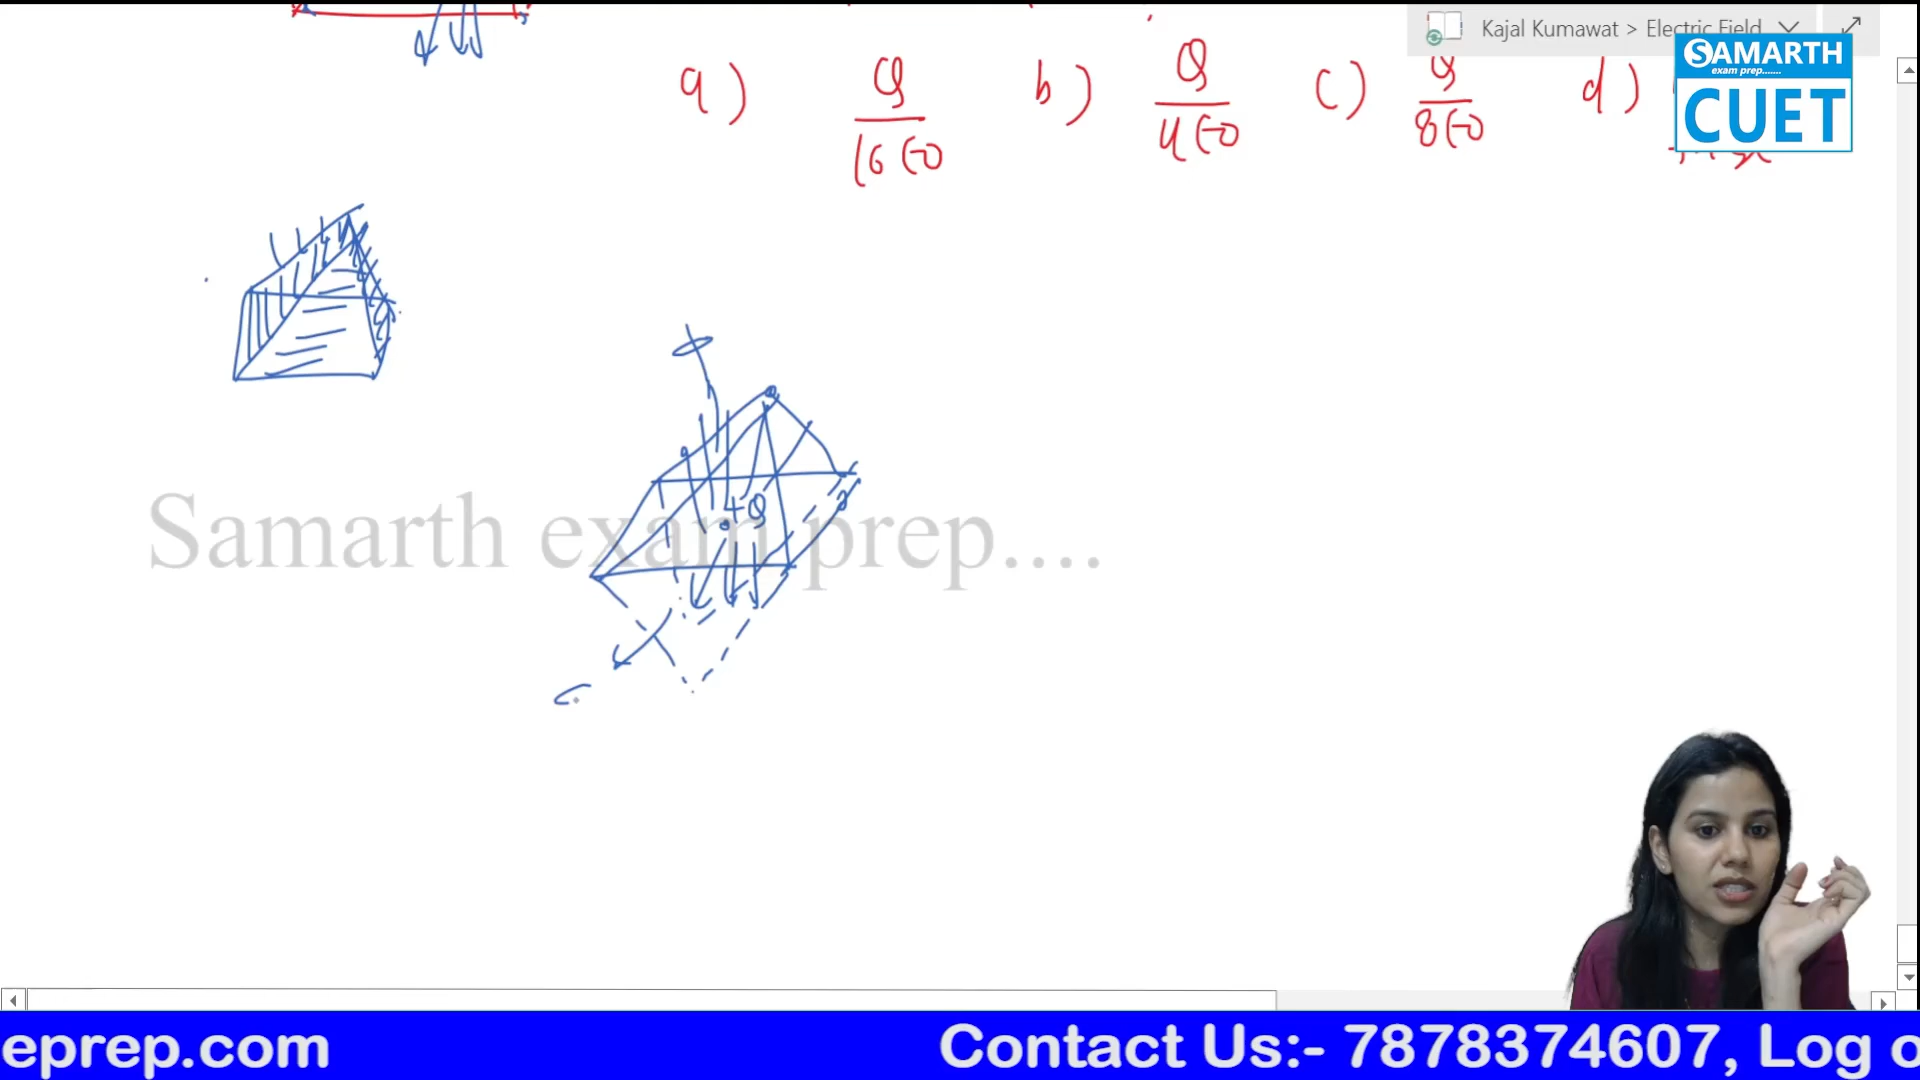 Kajal Kumawat > Electric Field
SAMARTH
exam prep.......
CUET
a) Q/16ϵ0 b) Q/4ϵ0 c) Q/8ϵ0 d)
+Q
Samarth exam prep....
eprep.com Contact Us:- 7878374607, Log o